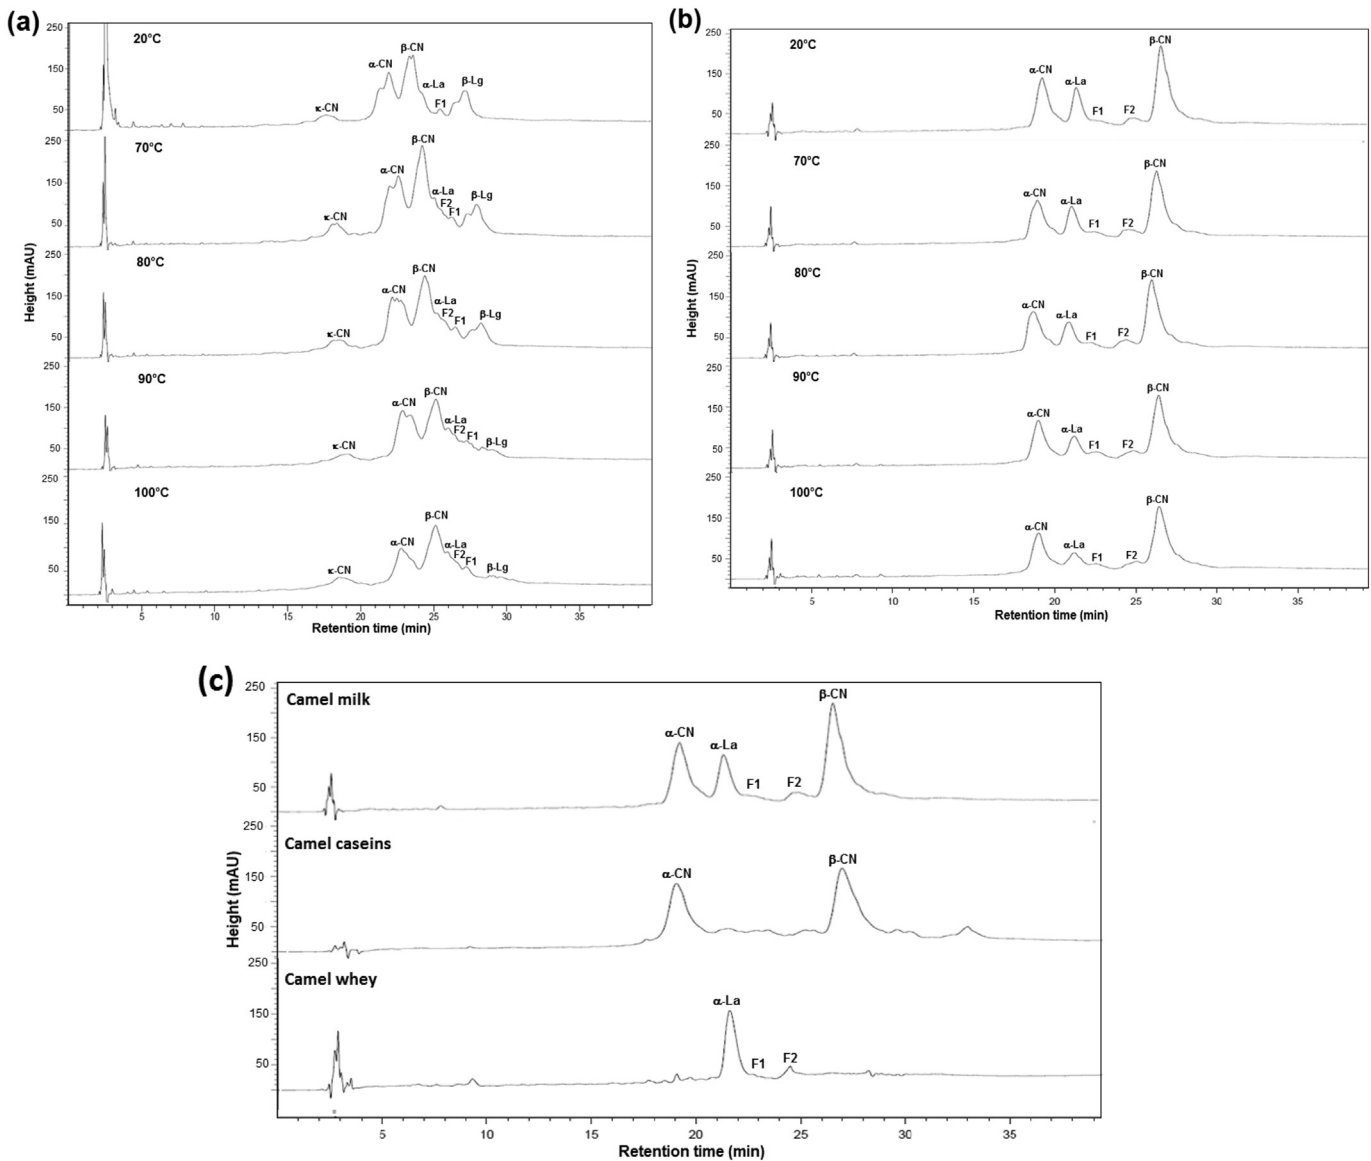 (a)
Height (mAU)
250
20°C
150
50
κ-CN
α-CN
β-CN
α-La
F1
β-Lg
250
70°C
150
50
κ-CN
α-CN
β-CN
α-La
F2
F1
β-Lg
250
80°C
150
50
κ-CN
α-CN
β-CN
α-La
F2
F1
β-Lg
250
90°C
150
50
κ-CN
α-CN
β-CN
α-La
F2
F1
β-Lg
250
100°C
150
50
κ-CN
α-CN
β-CN
α-La
F2
F1
β-Lg
5 10 15 20 25 30 35
Retention time (min)
(b)
Height (mAU)
250
20°C
150
50
α-CN
α-La
F1
F2
β-CN
250
70°C
150
50
α-CN
α-La
F1
F2
β-CN
250
80°C
150
50
α-CN
α-La
F1
F2
β-CN
250
90°C
150
50
α-CN
α-La
F1
F2
β-CN
250
100°C
150
50
α-CN
α-La
F1
F2
β-CN
5 10 15 20 25 30 35
Retention time (min)
(c)
Height (mAU)
250
Camel milk
150
50
α-CN
α-La
F1
F2
β-CN
250
Camel caseins
150
50
α-CN
β-CN
250
Camel whey
150
50
α-La
F1
F2
5 10 15 20 25 30 35
Retention time (min)